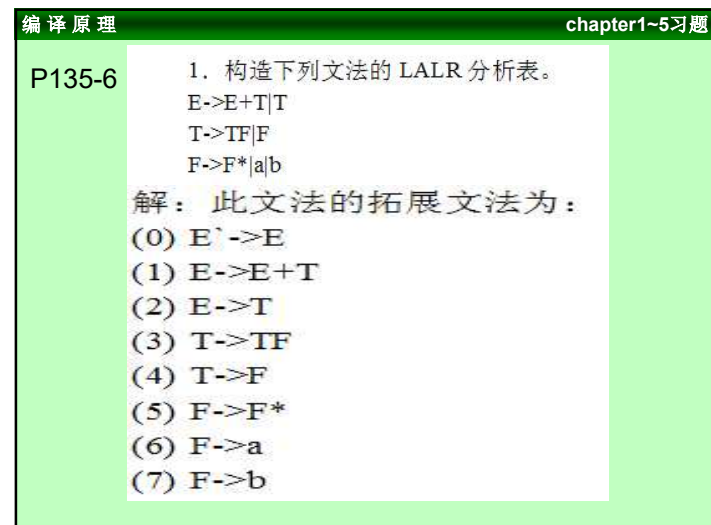 编 译 原 理 chapter1~5习题
P135-6
1. 构造下列文法的 LALR 分析表。
E->E+T|T
T->TF|F
F->F*|a|b
解：此文法的拓展文法为：
(0) E`->E
(1) E->E+T
(2) E->T
(3) T->TF
(4) T->F
(5) F->F*
(6) F->a
(7) F->b